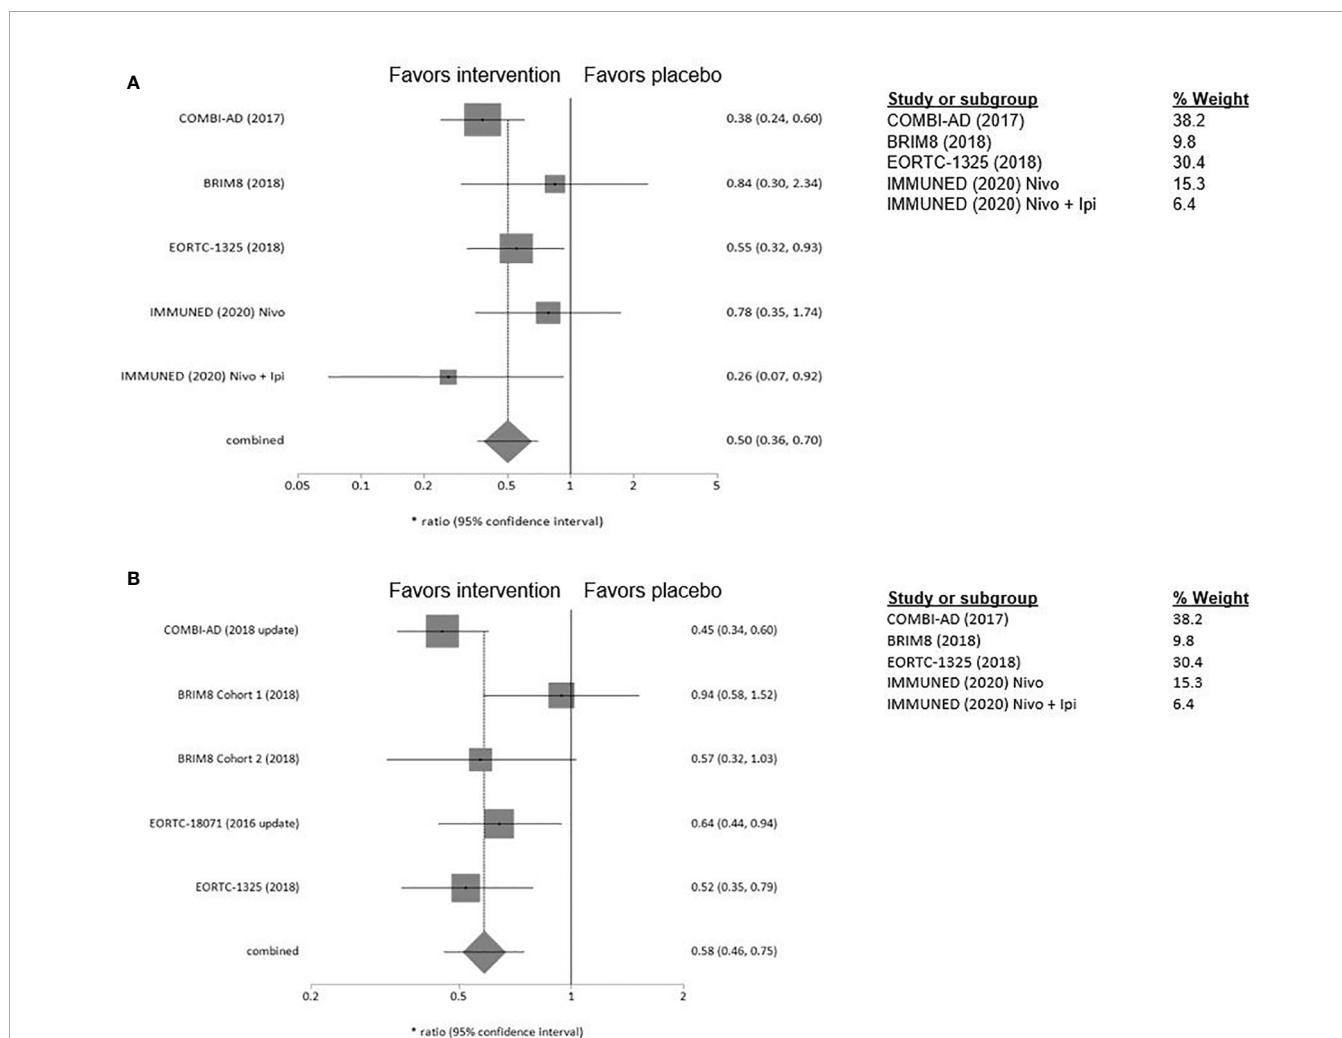 A
Favors intervention Favors placebo
COMBI-AD (2017) 0.38 (0.24, 0.60)
BRIM8 (2018) 0.84 (0.30, 2.34)
EORTC-1325 (2018) 0.55 (0.32, 0.93)
IMMUNED (2020) Nivo 0.78 (0.35, 1.74)
IMMUNED (2020) Nivo + Ipi 0.26 (0.07, 0.92)
combined 0.50 (0.36, 0.70)
0.05 0.1 0.2 0.5 1 2 5
* ratio (95% confidence interval)
Study or subgroup % Weight
COMBI-AD (2017) 38.2
BRIM8 (2018) 9.8
EORTC-1325 (2018) 30.4
IMMUNED (2020) Nivo 15.3
IMMUNED (2020) Nivo + Ipi 6.4
B
Favors intervention Favors placebo
COMBI-AD (2018 update) 0.45 (0.34, 0.60)
BRIM8 Cohort 1 (2018) 0.94 (0.58, 1.52)
BRIM8 Cohort 2 (2018) 0.57 (0.32, 1.03)
EORTC-18071 (2016 update) 0.64 (0.44, 0.94)
EORTC-1325 (2018) 0.52 (0.35, 0.79)
combined 0.58 (0.46, 0.75)
0.2 0.5 1 2
* ratio (95% confidence interval)
Study or subgroup % Weight
COMBI-AD (2017) 38.2
BRIM8 (2018) 9.8
EORTC-1325 (2018) 30.4
IMMUNED (2020) Nivo 15.3
IMMUNED (2020) Nivo + Ipi 6.4